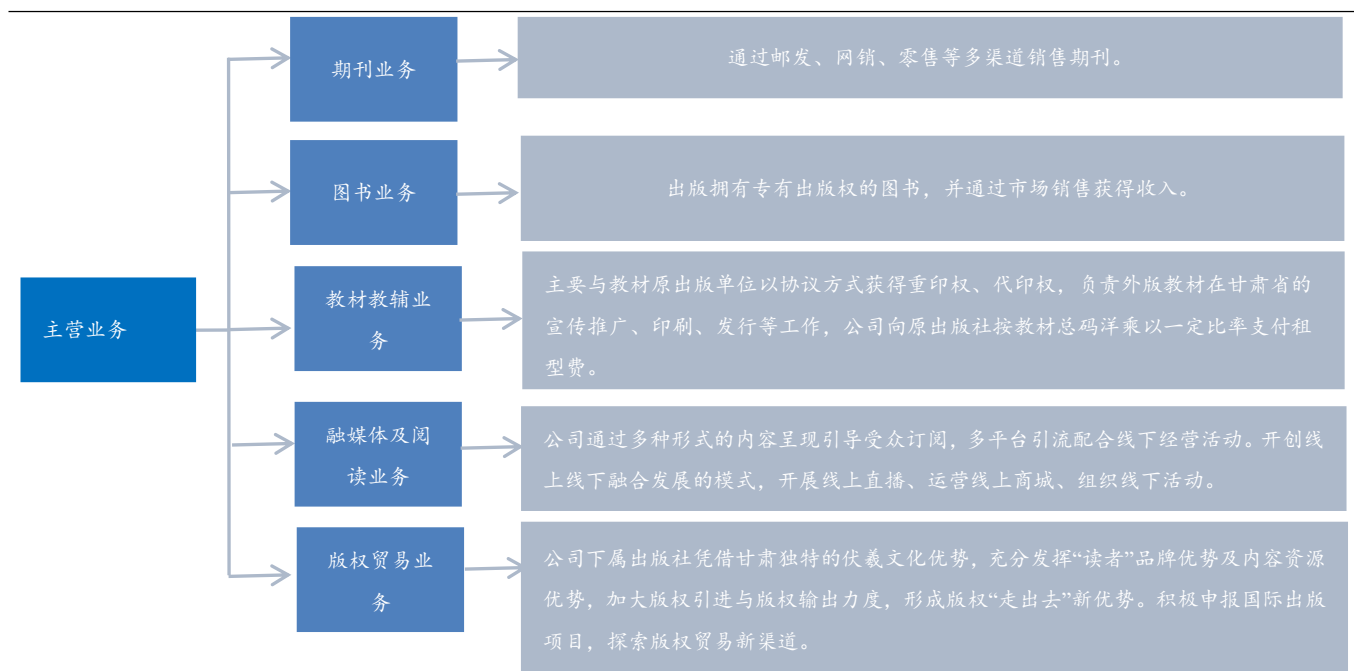 期刊业务
通过邮发、网销、零售等多渠道销售期刊。
图书业务
出版拥有专有出版权的图书，并通过市场销售获得收入。
主营业务
教材教辅业
务
主要与教材原出版单位以协议方式获得重印权、代印权，负责外版教材在甘肃省的
宣传推广、印刷、发行等工作，公司向原出版社按教材总码洋乘以一定比率支付租
型费。
融媒体及阅
读业务
公司通过多种形式的内容呈现引导受众订阅，多平台引流配合线下经营活动。开创线
上线下融合发展的模式，开展线上直播、运营线上商城、组织线下活动。
版权贸易业
务
公司下属出版社凭借甘肃独特的伏羲文化优势，充分发挥“读者”品牌优势及内容资源
优势，加大版权引进与版权输出力度，形成版权“走出去”新优势。积极申报国际出版
项目，探索版权贸易新渠道。